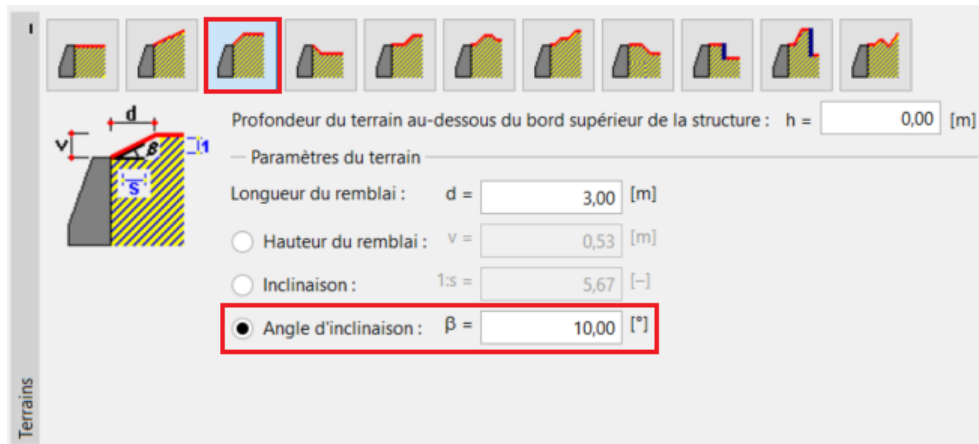 d
v
β
1
s
Profondeur du terrain au-dessous du bord supérieur de la structure : h = 0,00 [m]
Paramètres du terrain
Longueur du remblai : d = 3,00 [m]
Hauteur du remblai : v = 0,53 [m]
Inclinaison : 1:s = 5,67 [–]
Angle d'inclinaison : β = 10,00 [°]
Terrains